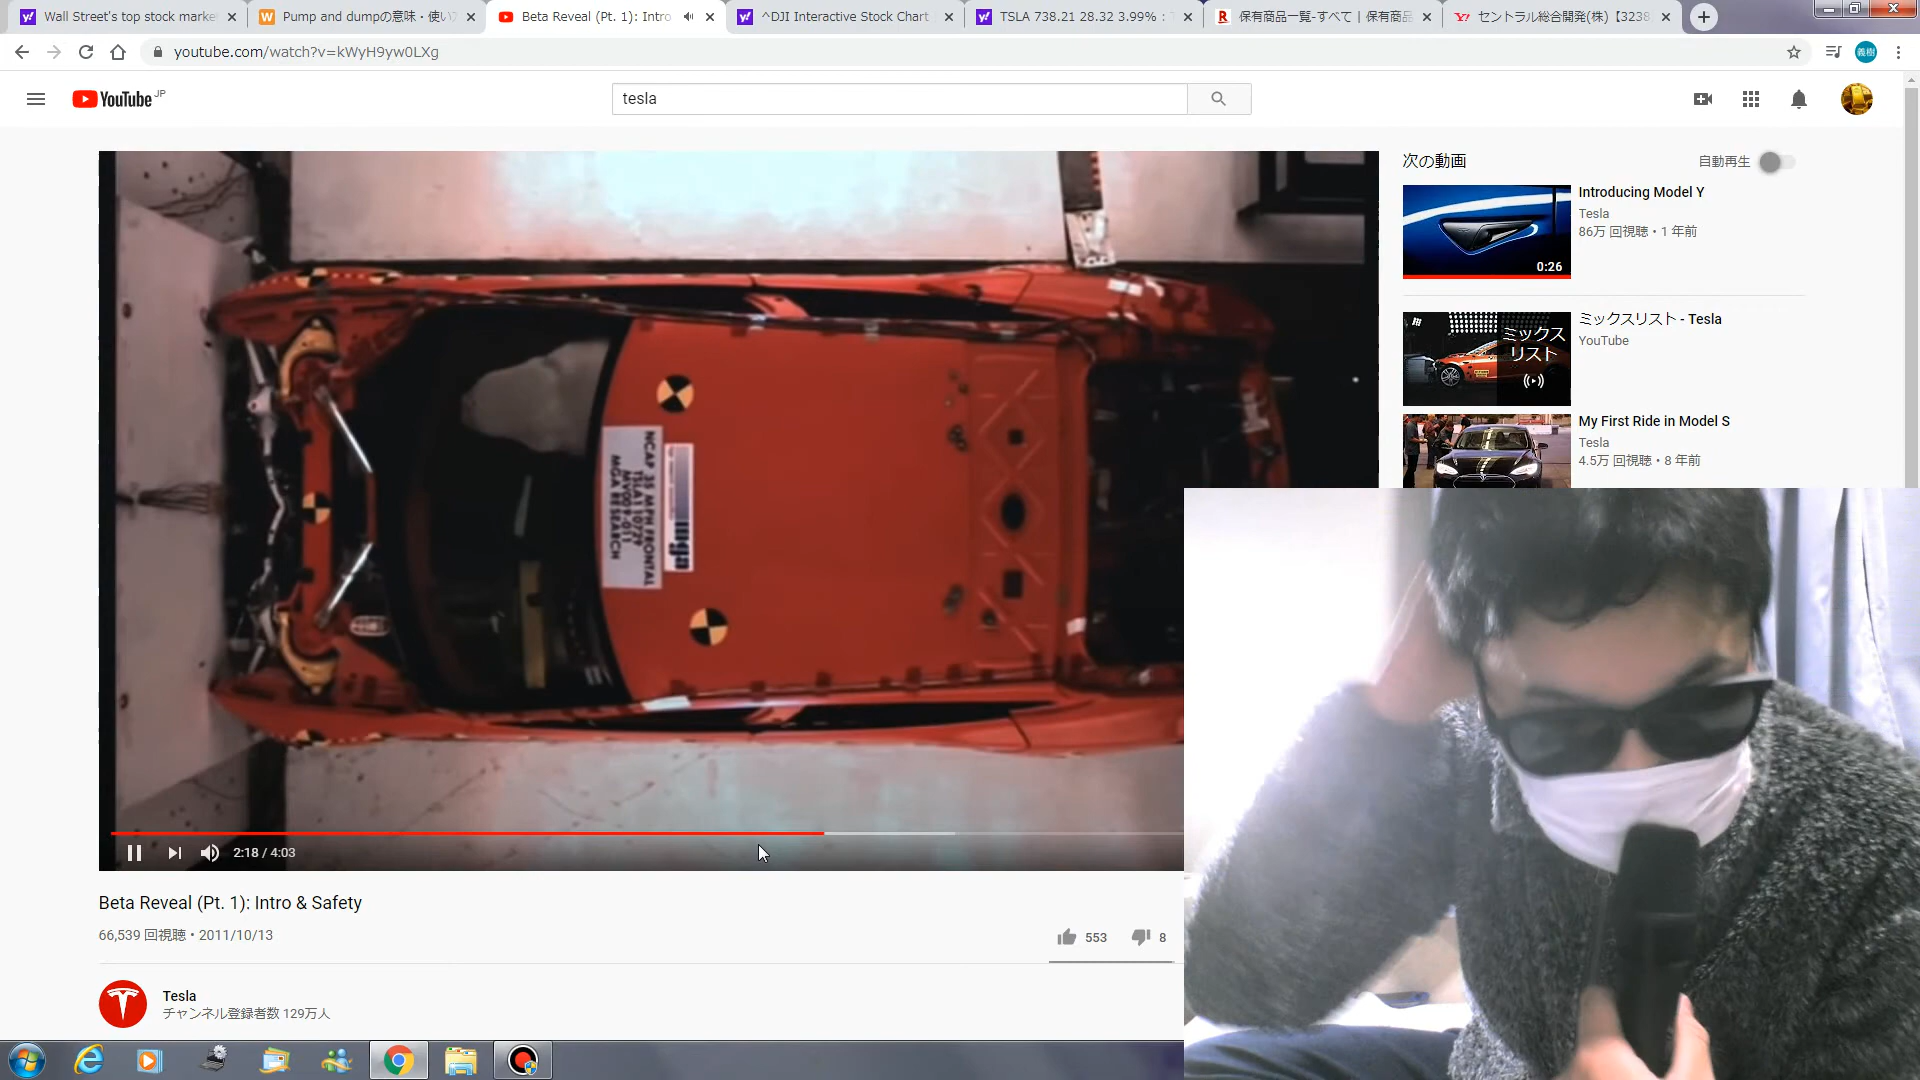 Wall Street's top stock marke
Pump and dumpの意味・使い
Beta Reveal (Pt. 1): Intro
^DJI Interactive Stock Chart
TSLA 738.21 28.32 3.99% :
保有商品一覧-すべて | 保有商品
セントラル総合開発(株)【3238
youtube.com/watch?v=kWyH9yw0LXg
義樹
YouTube JP
tesla
次の動画
自動再生
Introducing Model Y
Tesla
86万 回視聴・1 年前
0:26
ミックスリスト - Tesla
YouTube
ミックス
リスト
My First Ride in Model S
Tesla
4.5万 回視聴・8 年前
NCAP 35 MPH FRONTAL
MGA RESEARCH
mga
2:18 / 4:03
Beta Reveal (Pt. 1): Intro & Safety
66,539 回視聴・2011/10/13
553
8
Tesla
チャンネル登録者数 129万人